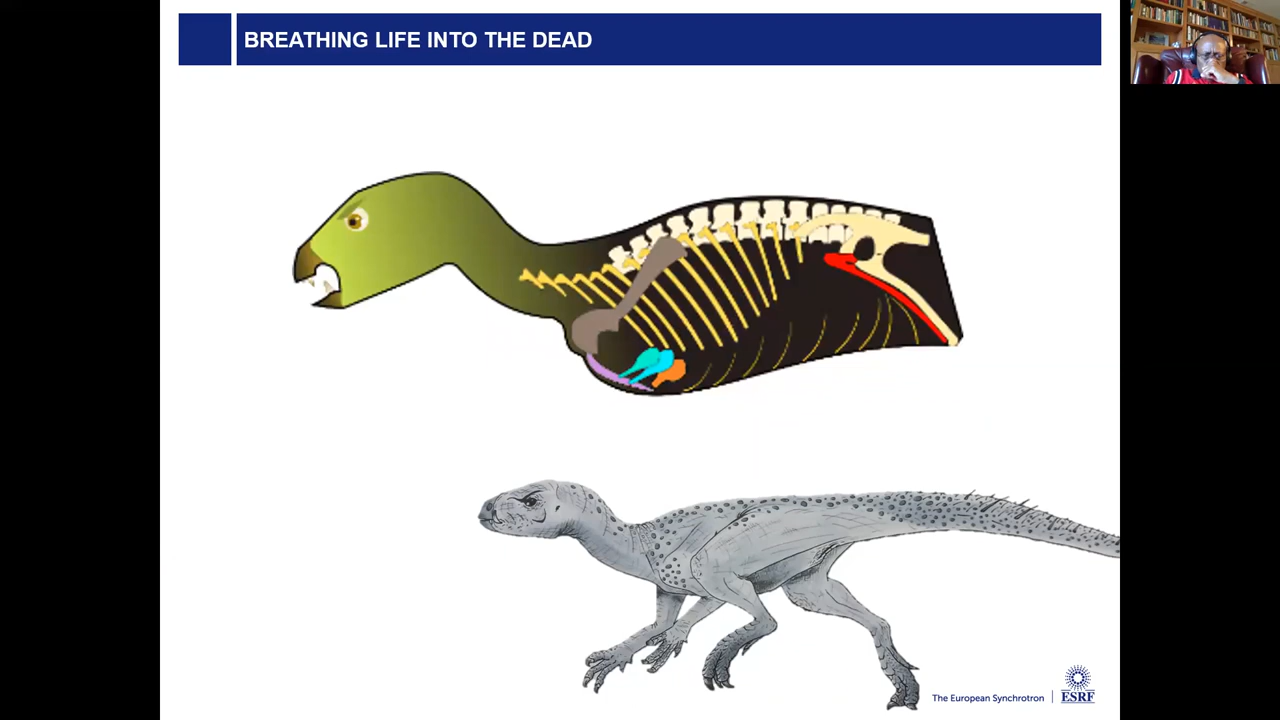 BREATHING LIFE INTO THE DEAD
The European Synchrotron
ESRF